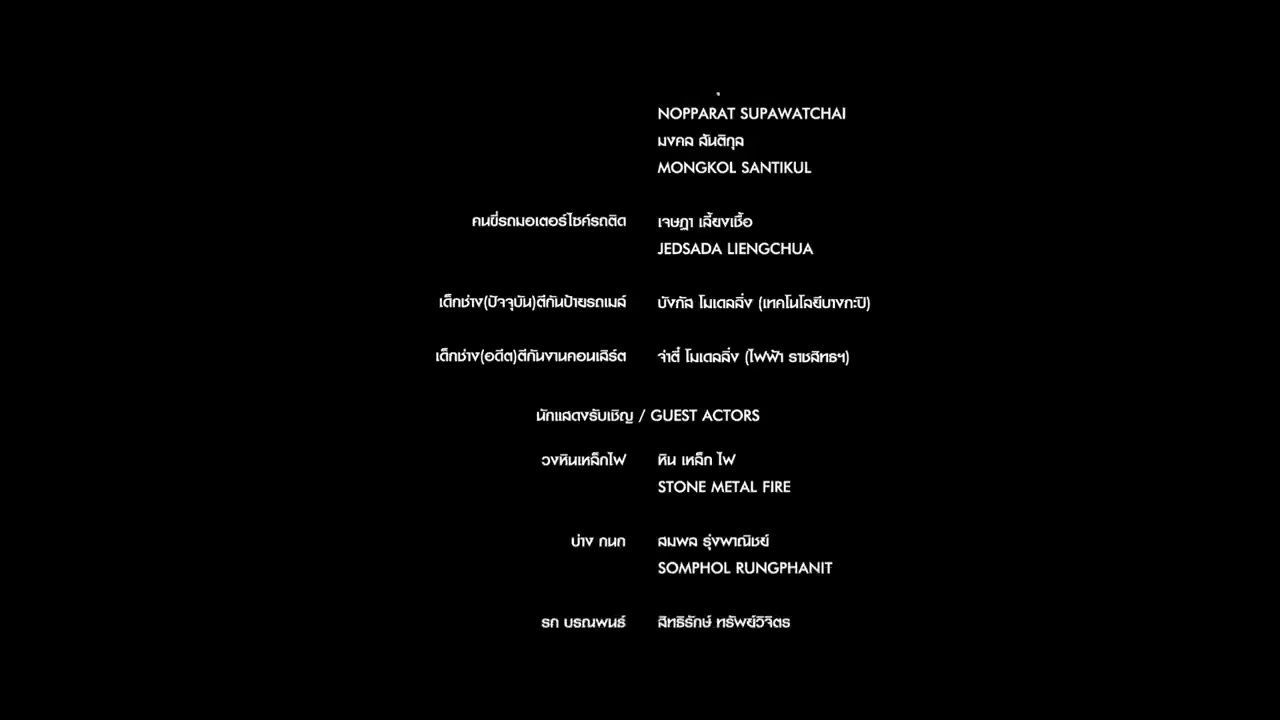 NOPPARAT SUPAWATCHAI
มงคล สันติกุล
MONGKOL SANTIKUL
คนขี่รถมอเตอร์ไซค์รถติด เจษฎา เลี้ยงเชื้อ
JEDSADA LIENGCHUA
เด็กช่าง(ปัจจุบัน)ตีกันป้ายรถเมล์ บังกัส โมเดลลิ่ง (เทคโนโลยีบางกะปิ)
เด็กช่าง(อดีต)ตีกันงานคอนเสิร์ต จ่าตี๋ โมเดลลิ่ง (ไฟฟ้า ราชสิทธฯ)
นักแสดงรับเชิญ / GUEST ACTORS
วงหินเหล็กไฟ หิน เหล็ก ไฟ
STONE METAL FIRE
บ่าง กนก สมพล รุ่งพาณิชย์
SOMPHOL RUNGPHANIT
รก บรณพนธ์ สิทธิรักษ์ ทรัพย์วิจิตร